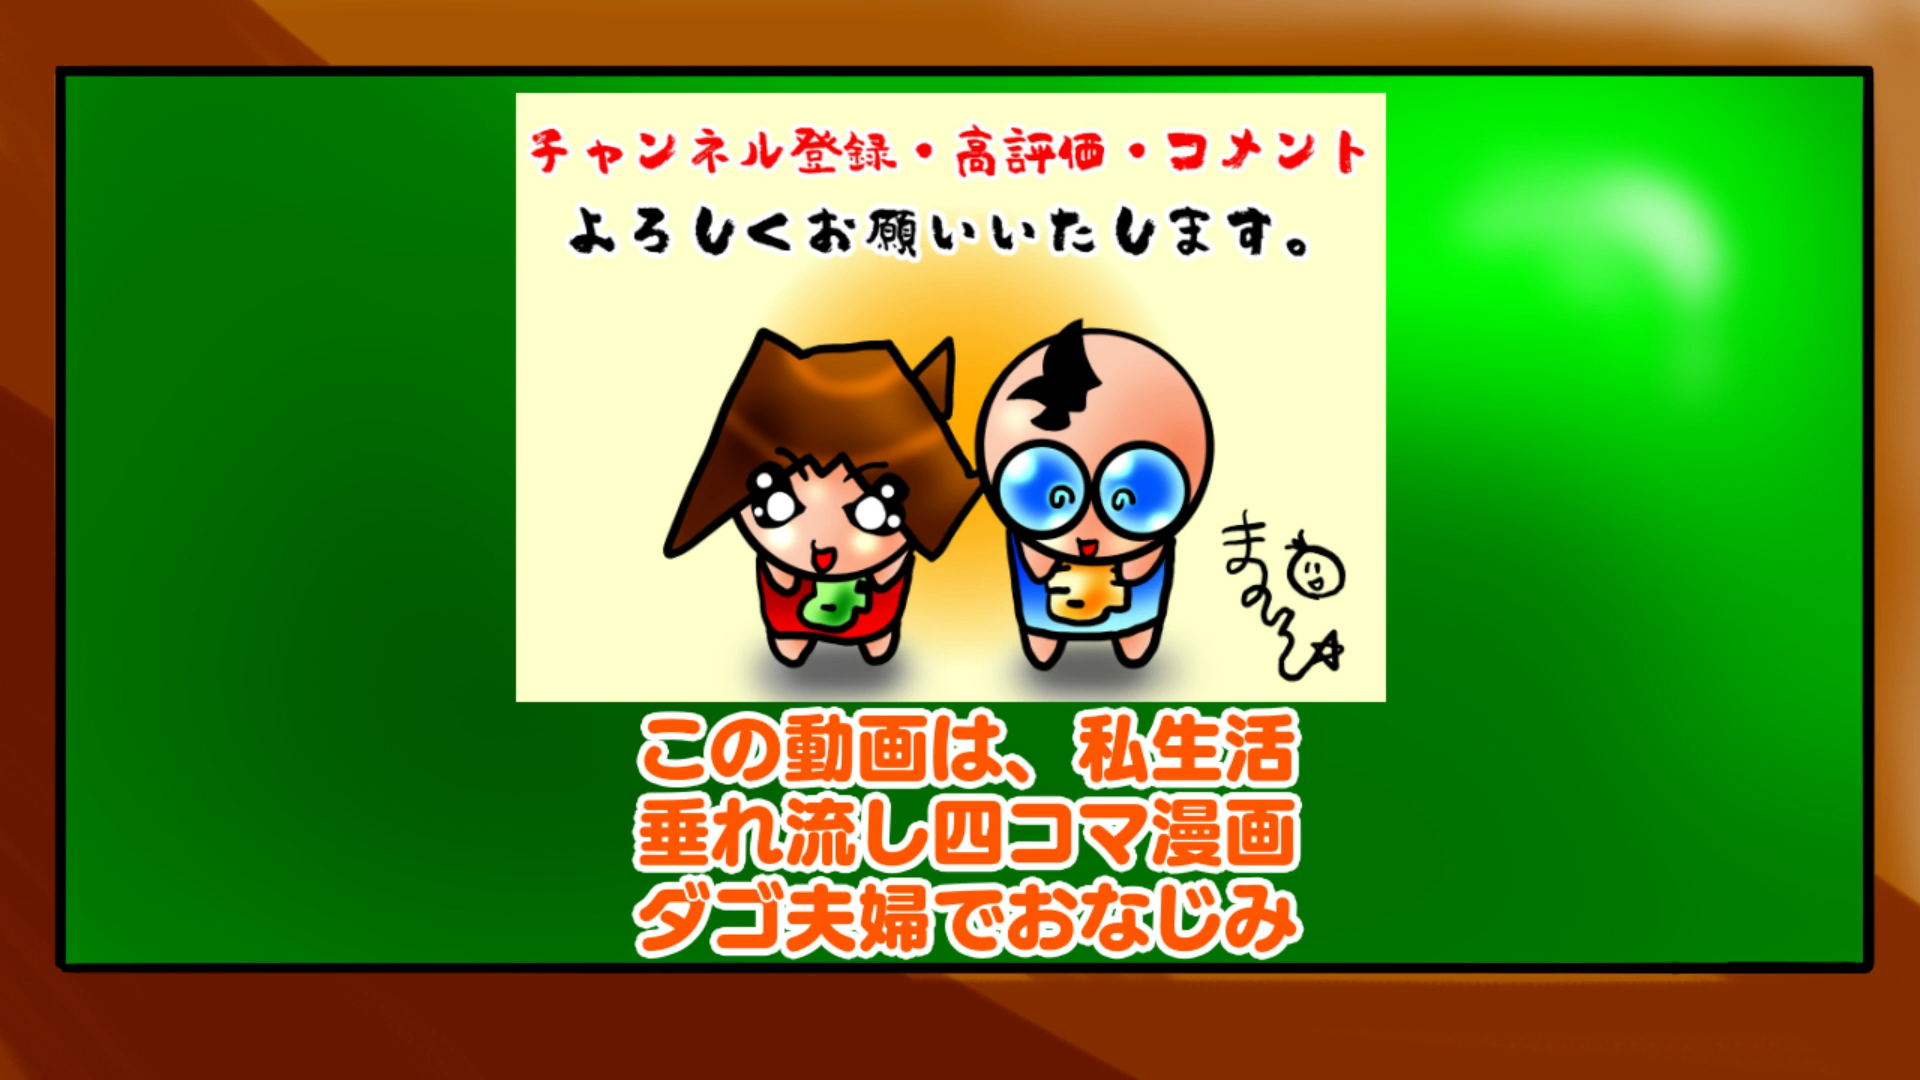 チャンネル登録・高評価・コメント
よろしくお願いいたします。
この動画は、私生活
垂れ流し四コマ漫画
ダゴ夫婦でおなじみ